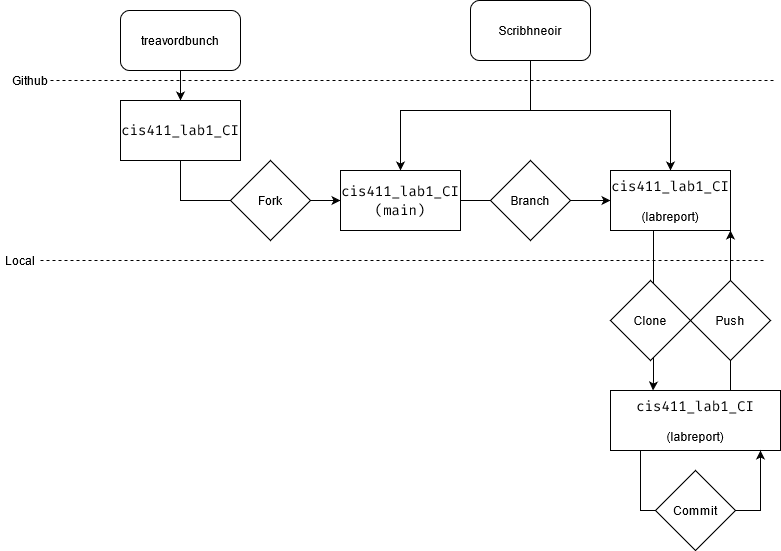 treavordbunch
Scribhneoir
Github
cis411_lab1_CI
Fork
cis411_lab1_CI
(main)
Branch
cis411_lab1_CI
(labreport)
Local
Clone
Push
cis411_lab1_CI
(labreport)
Commit